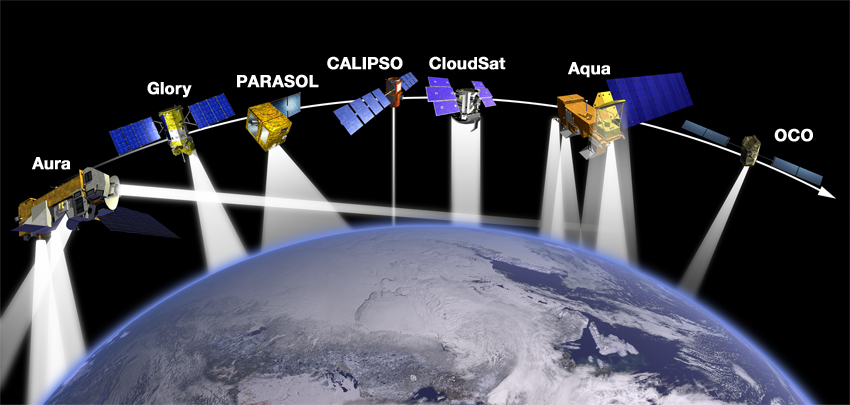 Aura
Glory
PARASOL
CALIPSO
CloudSat
Aqua
OCO